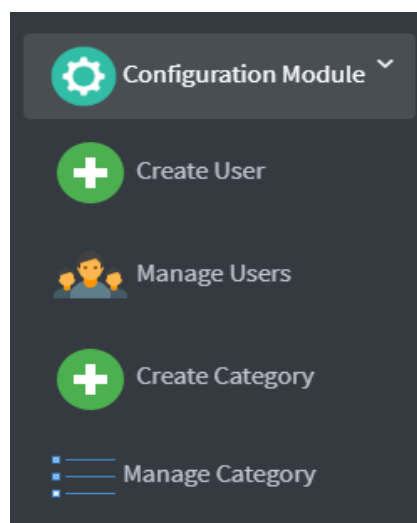 Configuration Module
Create User
Manage Users
Create Category
Manage Category